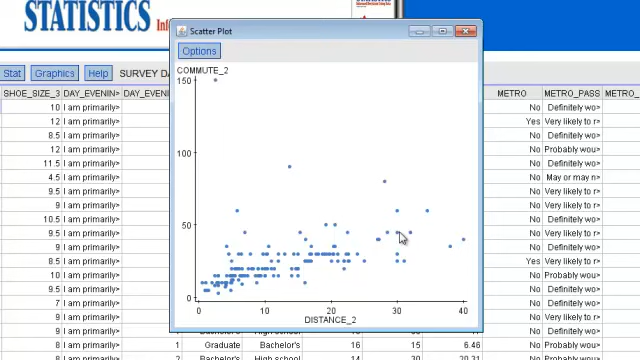 STATISTICS
Scatter Plot
Options
COMMUTE_2
Stat Graphics Help SURVEY DA
SHOE_SIZE_3 DAY_EVENIN> DAY_EVENI METRO METRO_PASS METRO_
10 I am primarily> No Definitely wo>
12 I am primarily> Yes Very likely to r>
8.5 I am primarily> No Definitely wo>
12 I am primarily> No Probably wou>
11.5 I am primarily> No Definitely wo>
4.5 I am primarily> No May or may n>
9.5 I am primarily> No Very likely to r>
9 I am primarily> No Very likely to r>
10.5 I am primarily> No Definitely wo>
9.5 I am primarily> No Very likely to r>
9 I am primarily> No Definitely wo>
8.5 I am primarily> Yes Very likely to r>
10 I am primarily> No Probably wou>
9.5 I am primarily> No Very likely to r>
7 I am primarily> No Definitely wo>
9 I am primarily> No Definitely wo>
9 I am primarily> No Definitely wo>
8 I am primarily> 1 Graduate Bachelor's 16 15 6.46 No Probably wou>
8 I am primarily> 2 Bachelor's High school 14 30 20.31 No Definitely wo>
150
100
50
0
0 10 20 30 40
DISTANCE_2